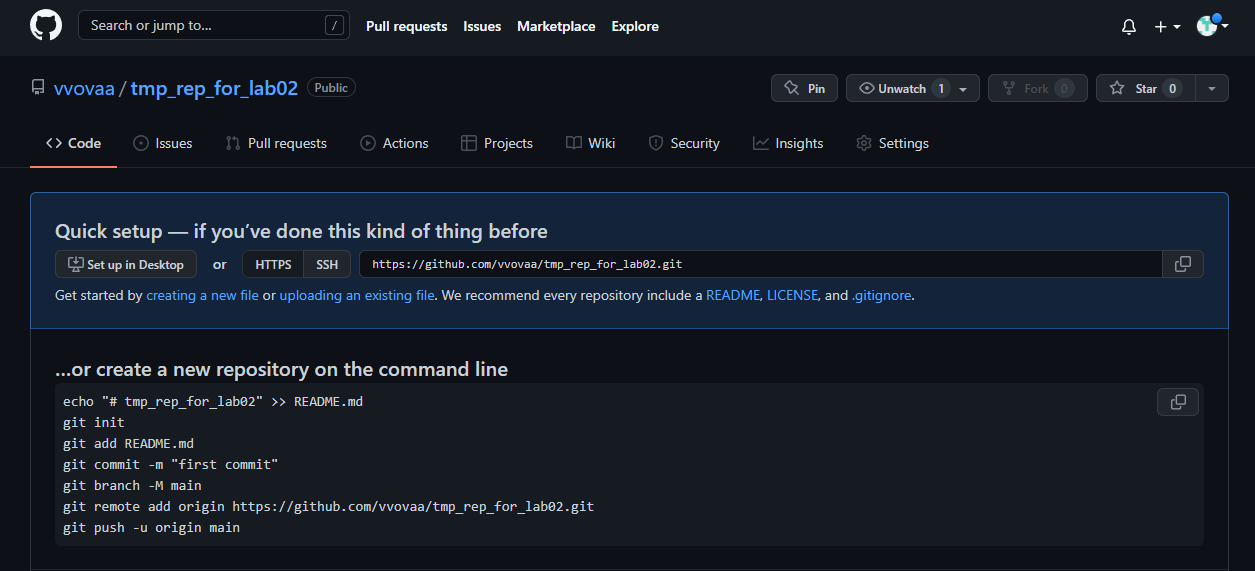 Search or jump to... /
Pull requests Issues Marketplace Explore
vvovaa / tmp_rep_for_lab02 Public
Pin Unwatch 1 Fork 0 Star 0
Code Issues Pull requests Actions Projects Wiki Security Insights Settings
Quick setup — if you’ve done this kind of thing before
Set up in Desktop or HTTPS SSH https://github.com/vvovaa/tmp_rep_for_lab02.git
Get started by creating a new file or uploading an existing file. We recommend every repository include a README, LICENSE, and .gitignore.
…or create a new repository on the command line
echo "# tmp_rep_for_lab02" >> README.md
git init
git add README.md
git commit -m "first commit"
git branch -M main
git remote add origin https://github.com/vvovaa/tmp_rep_for_lab02.git
git push -u origin main